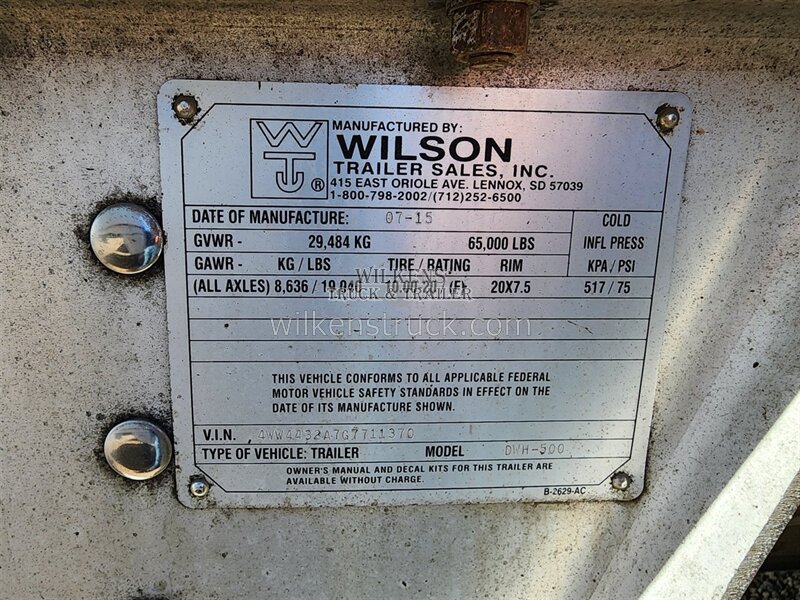 MANUFACTURED BY:
WTU ®
WILSON
TRAILER SALES, INC.
415 EAST ORIOLE AVE. LENNOX, SD 57039
1-800-798-2002/(712)252-6500
DATE OF MANUFACTURE: 07-15 COLD
GVWR - 29,484 KG 65,000 LBS INFL PRESS
GAWR - KG / LBS TIRE / RATING RIM KPA / PSI
(ALL AXLES) 8,636 / 19,040 10.00-20 (F) 20X7.5 517 / 75
WILKENS
TRUCK & TRAILER
wilkenstruck.com
THIS VEHICLE CONFORMS TO ALL APPLICABLE FEDERAL
MOTOR VEHICLE SAFETY STANDARDS IN EFFECT ON THE
DATE OF ITS MANUFACTURE SHOWN.
V.I.N. 4WW4432A7G7711370
TYPE OF VEHICLE: TRAILER MODEL DWH-500
OWNER'S MANUAL AND DECAL KITS FOR THIS TRAILER ARE
AVAILABLE WITHOUT CHARGE.
B-2629-AC